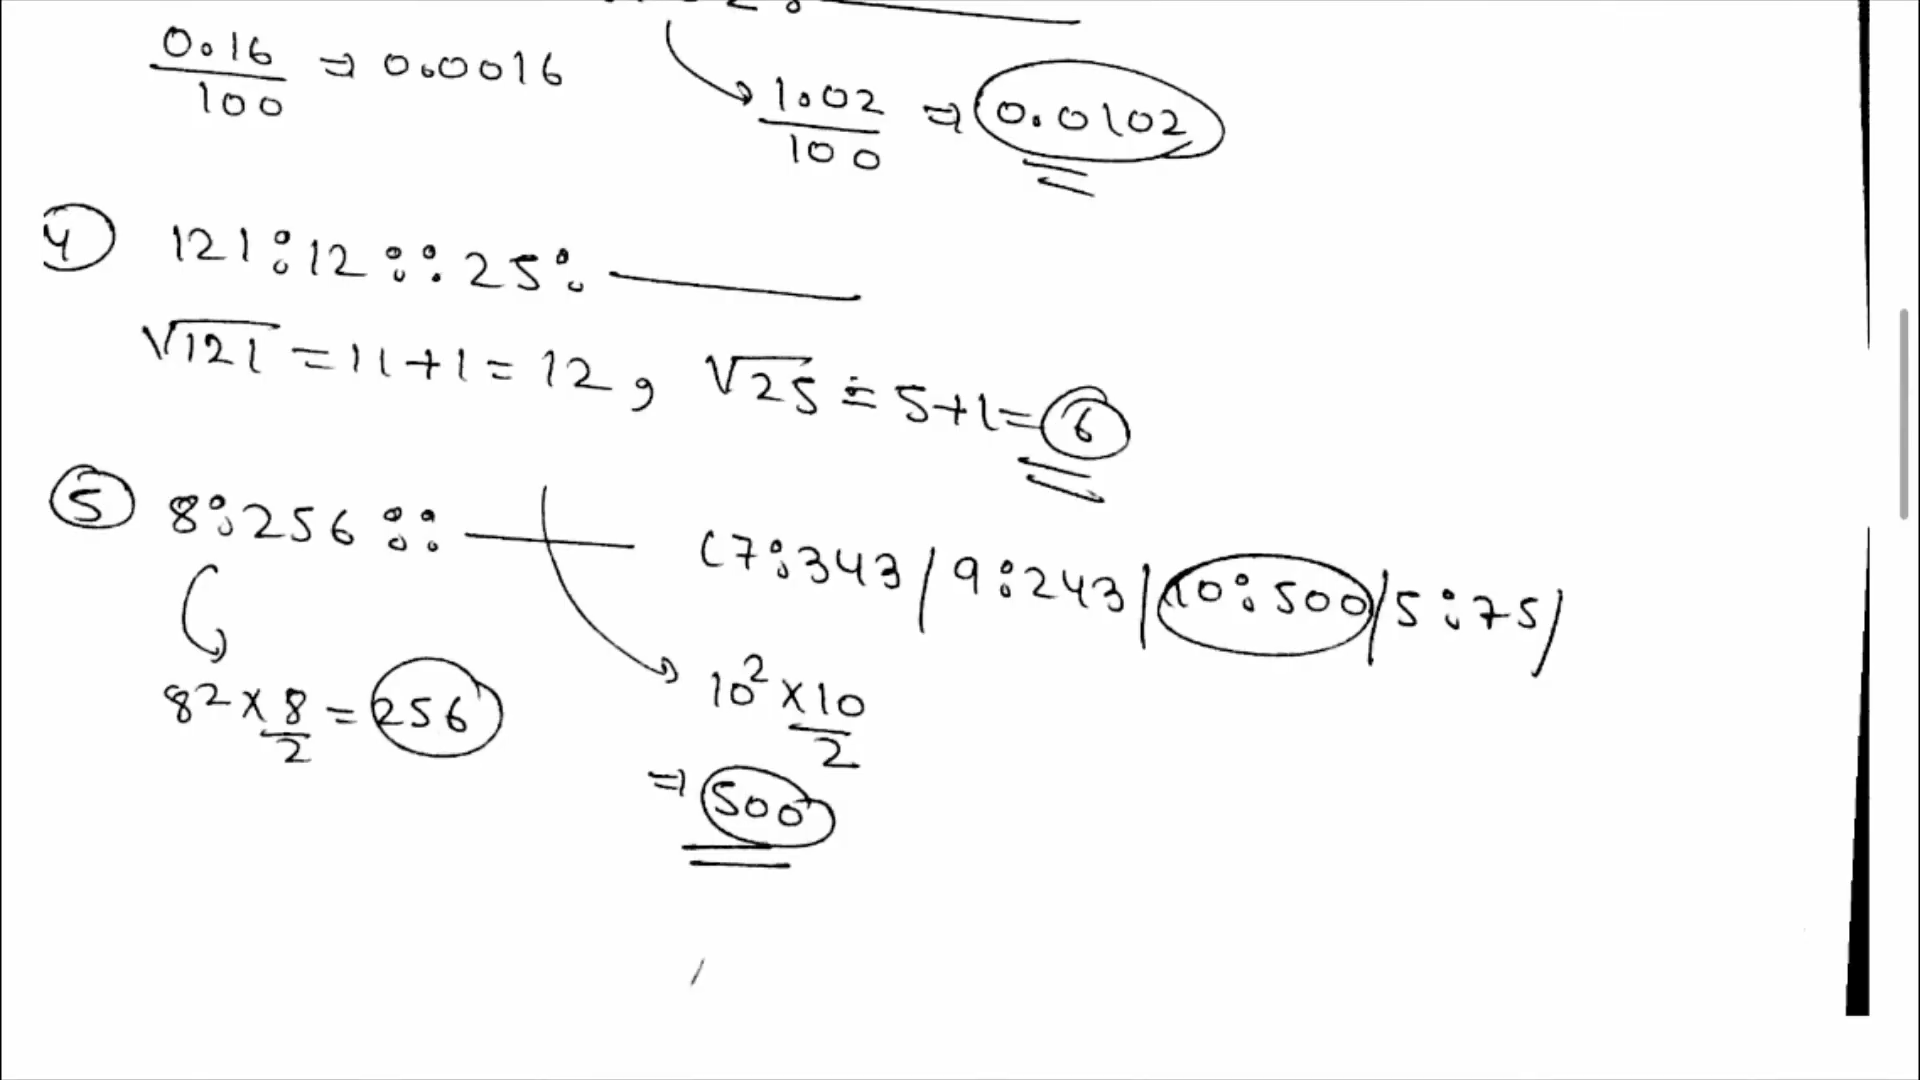 0.16/100 ⇒ 0.0016
1.02/100 ⇒ 0.0102
4) 121:12::25: ____
√121 = 11+1 = 12, √25 = 5+1 = 6
5) 8:256:: ____ (7:343/9:243/10:500/5:75/
8² × 8/2 = 256
10² × 10/2
⇒ 500